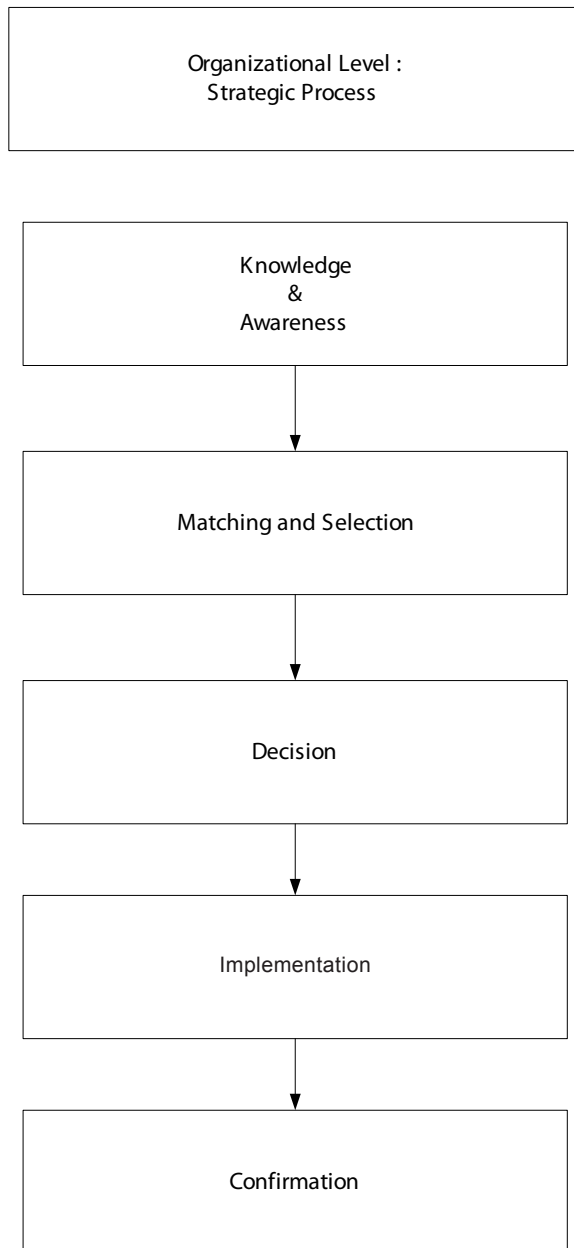 Organizational Level :
Strategic Process
Knowledge
&
Awareness
Matching and Selection
Decision
Implementation
Confirmation